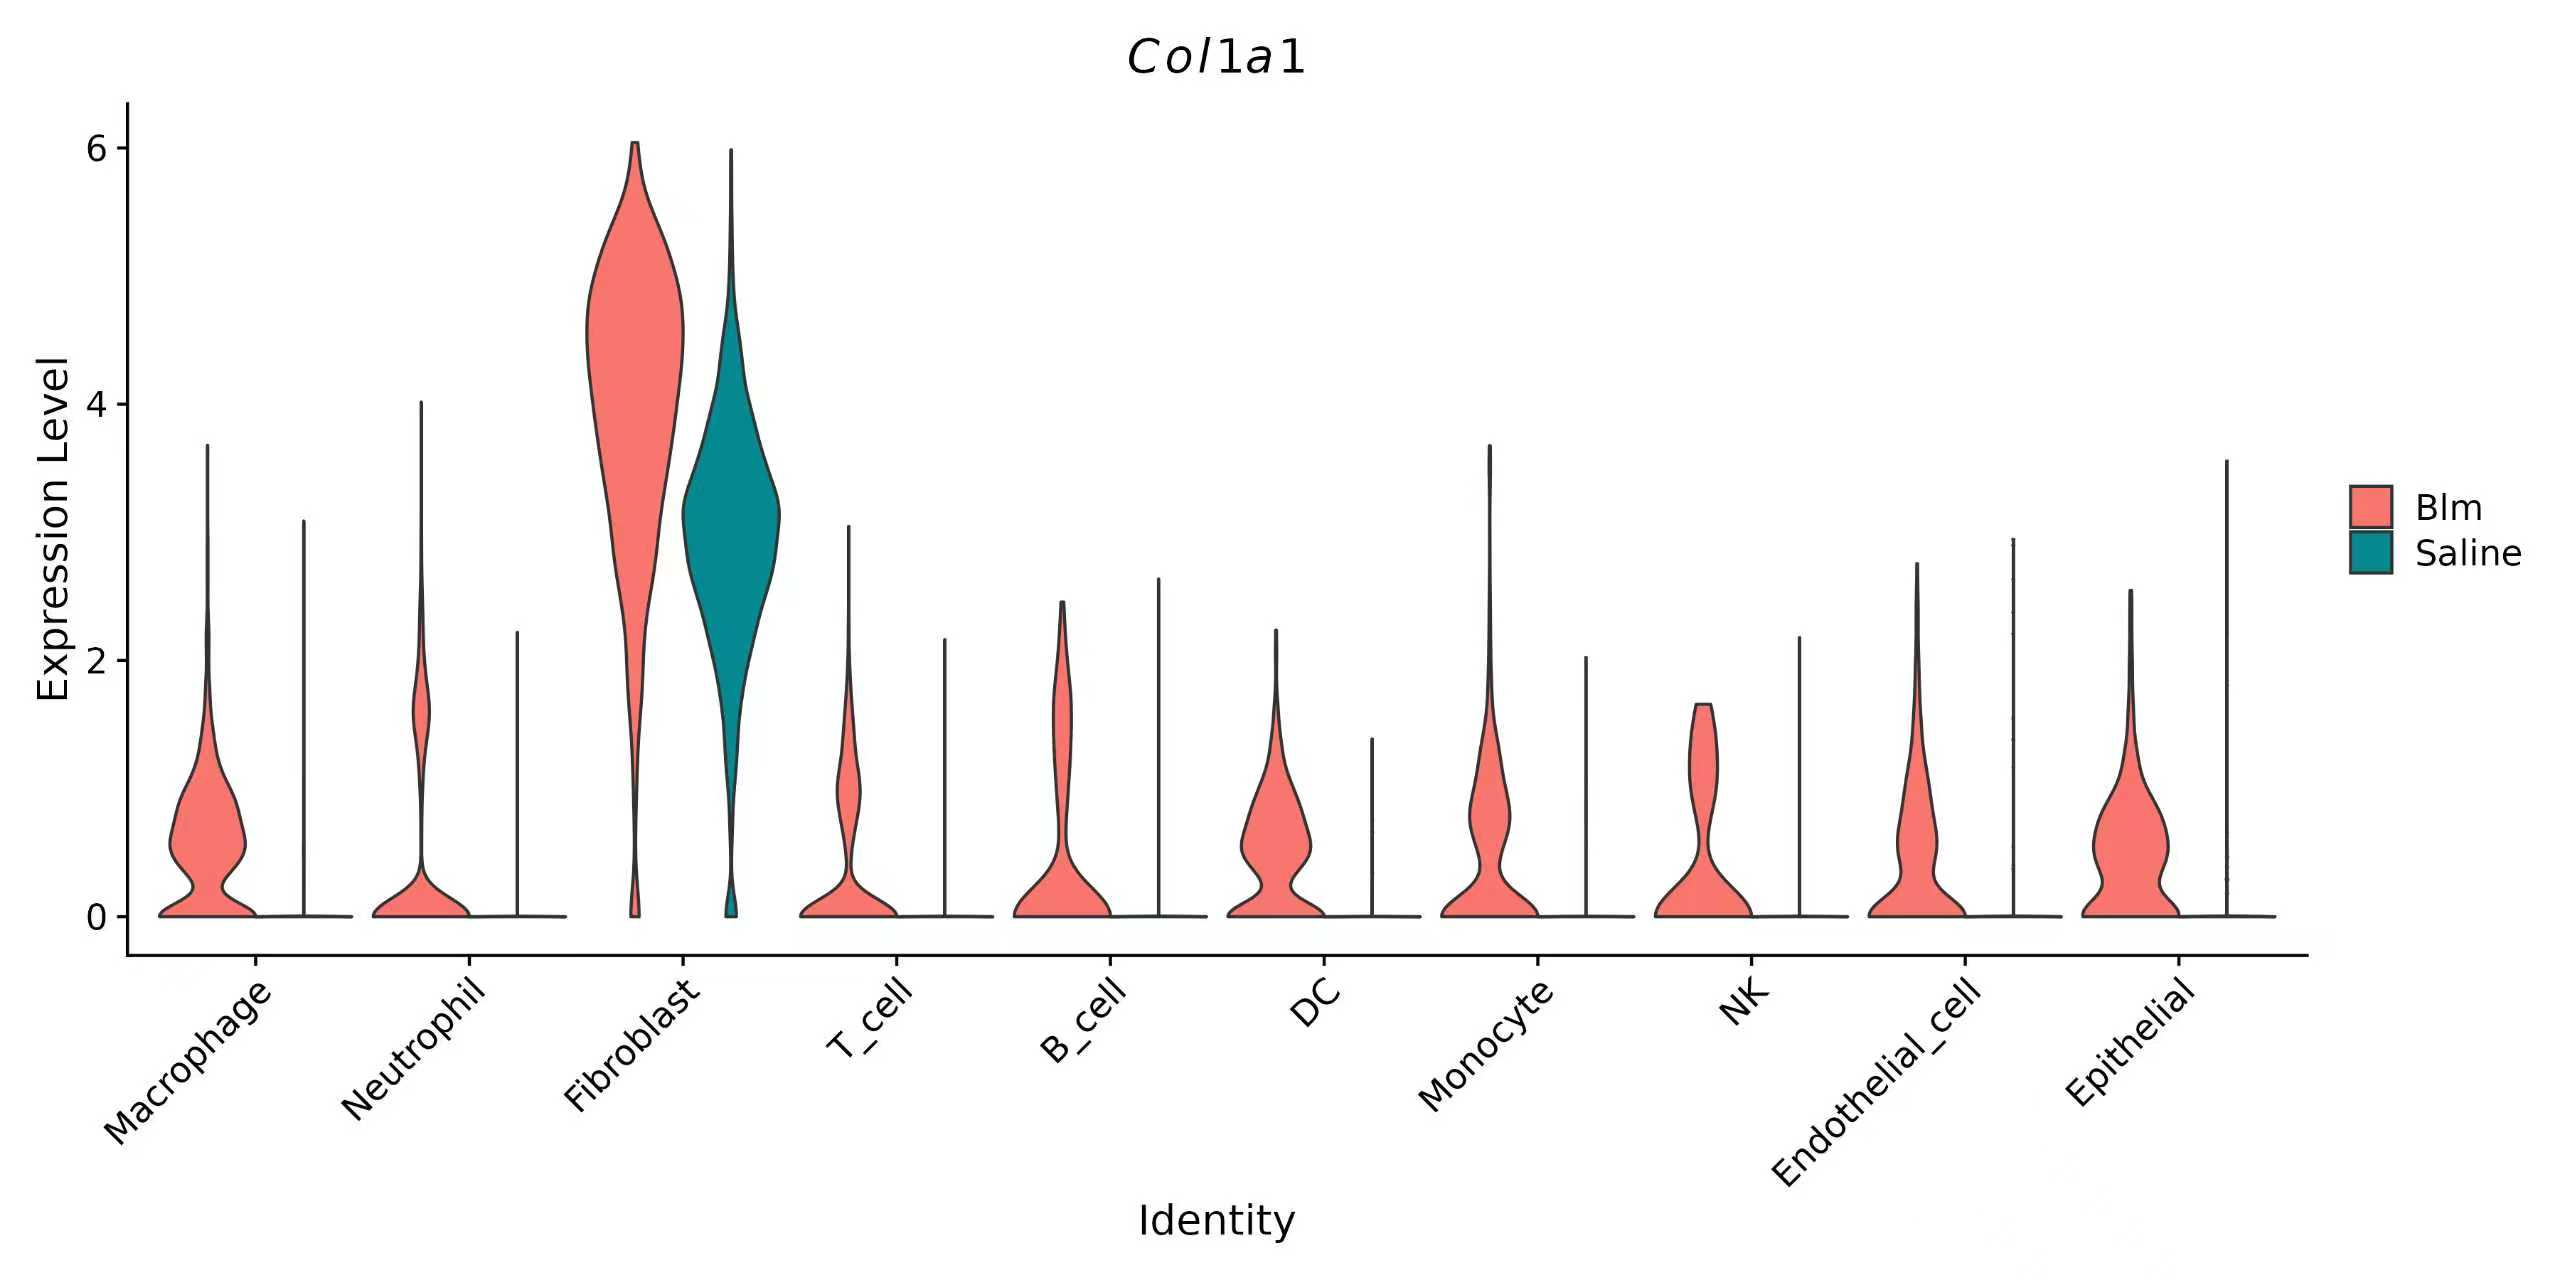 Col1a1
Expression Level
6
4
2
0
Macrophage
Neutrophil
Fibroblast
T_cell
B_cell
DC
Monocyte
NK
Endothelial_cell
Epithelial
Identity
Blm
Saline